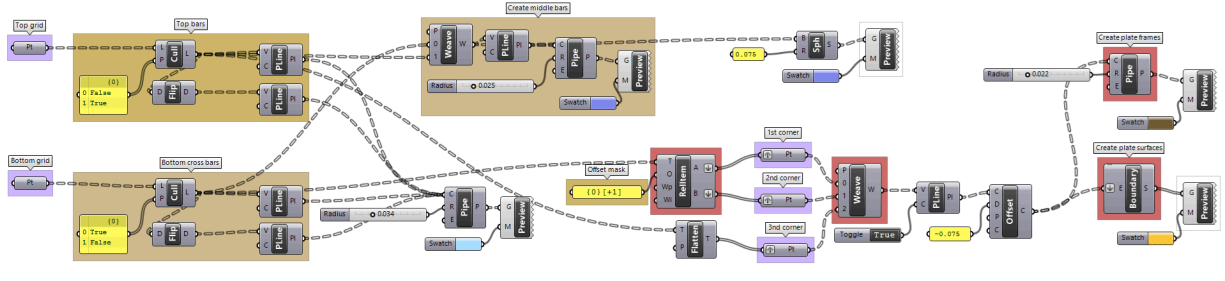 Top grid
Pt
Top bars
L
P
Cull
L
{0}
0 False
1 True
D
Flip
D
V
C
PLine
Pl
V
C
PLine
Pl
Bottom grid
Pt
Bottom cross bars
L
P
Cull
L
{0}
0 True
1 False
D
Flip
D
V
C
PLine
Pl
V
C
PLine
Pl
Create middle bars
P
0
1
Weave
W
V
C
PLine
Pl
C
R
E
Pipe
P
Radius
0.025
Swatch
G
M
Preview
Radius
0.034
C
R
E
Pipe
P
Swatch
G
M
Preview
0.075
B
R
Sph
S
Swatch
G
M
Preview
Offset mask
{0} [+1]
T
O
Wp
Wi
RelItem
A
B
T
P
Flatten
T
1st corner
Pt
2nd corner
Pt
3rd corner
Pt
P
0
1
2
Weave
W
Toggle
True
V
C
PLine
Pl
-0.075
C
D
P
C
Offset
C
Create plate frames
Radius
0.022
C
R
E
Pipe
P
Swatch
G
M
Preview
Create plate surfaces
E
Boundary
S
Swatch
G
M
Preview